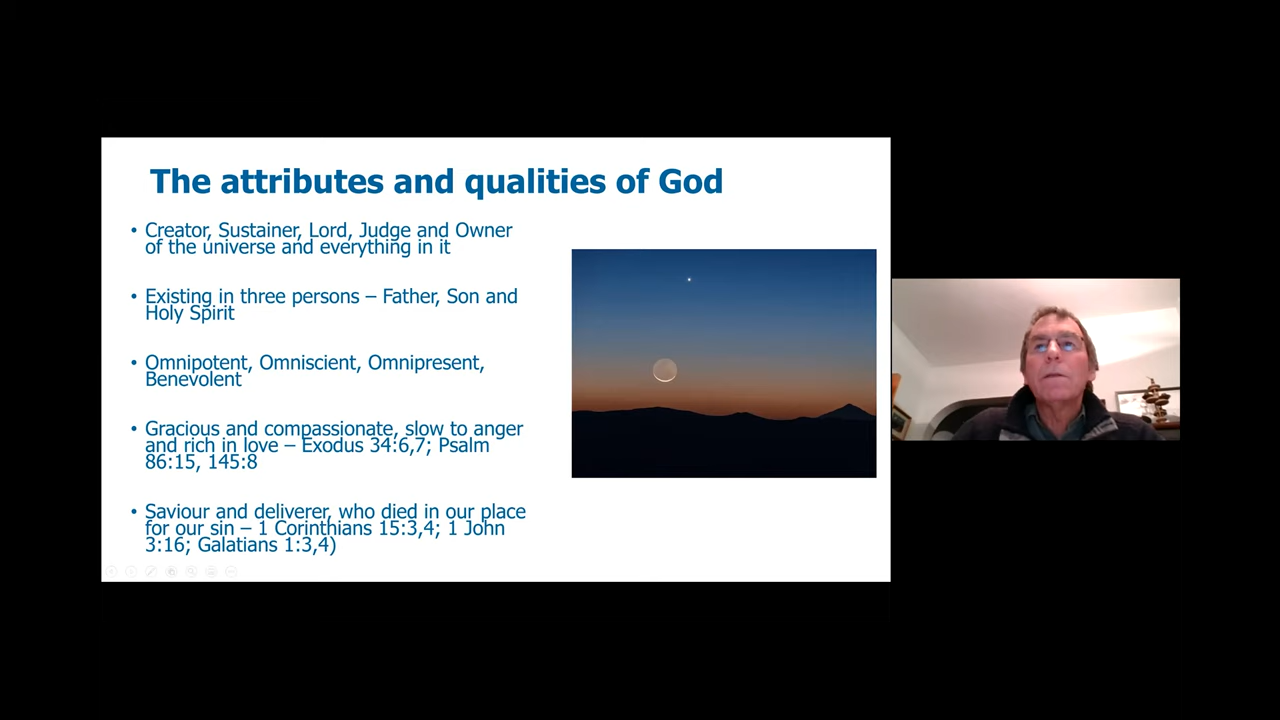 The attributes and qualities of God
• Creator, Sustainer, Lord, Judge and Owner
of the universe and everything in it
• Existing in three persons – Father, Son and
Holy Spirit
• Omnipotent, Omniscient, Omnipresent,
Benevolent
• Gracious and compassionate, slow to anger
and rich in love – Exodus 34:6,7; Psalm
86:15, 145:8
• Saviour and deliverer, who died in our place
for our sin – 1 Corinthians 15:3,4; 1 John
3:16; Galatians 1:3,4)